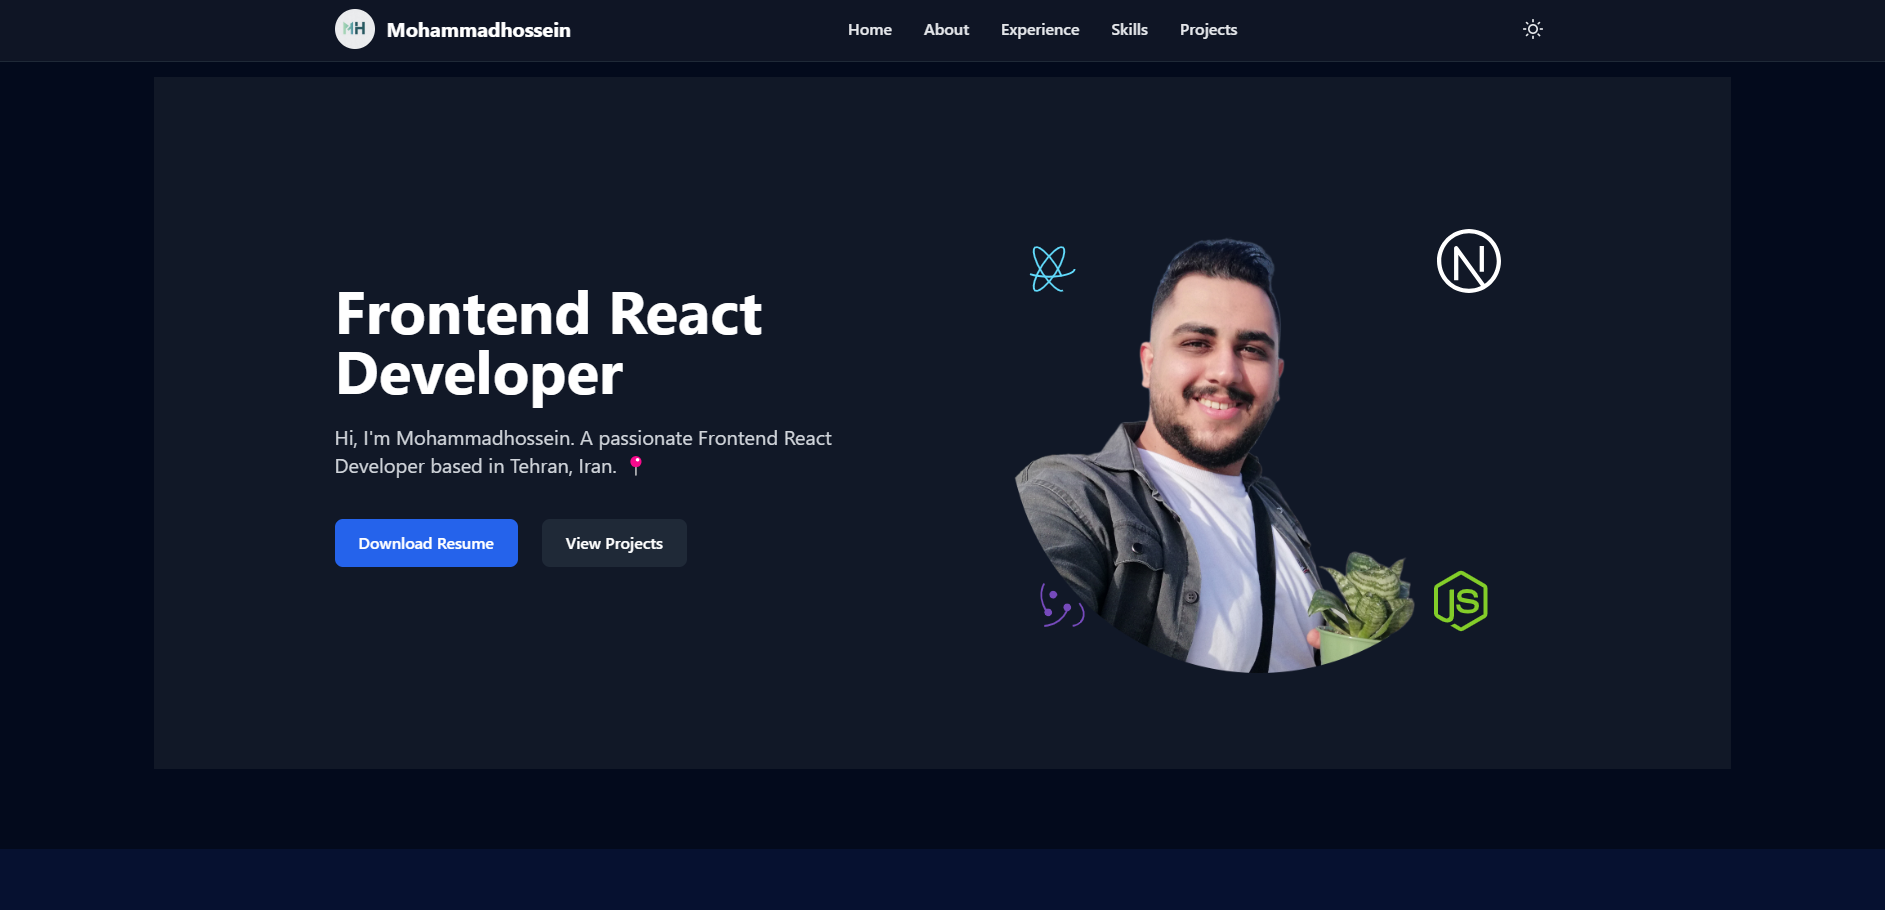 MH Mohammadhossein
Home About Experience Skills Projects
Frontend React
Developer
Hi, I'm Mohammadhossein. A passionate Frontend React
Developer based in Tehran, Iran. 📍
Download Resume View Projects
N
JS